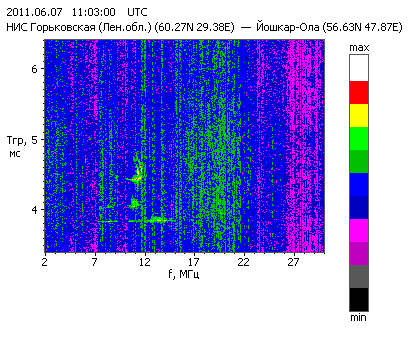 2011.06.07 11:03:00 UTC
НИС Горьковская (Лен.обл.) (60.27N 29.38E) — Йошкар-Ола (56.63N 47.87E)
max
6
5
Тгр,
мс
4
2 7 12 17 22 27
f, МГц
min